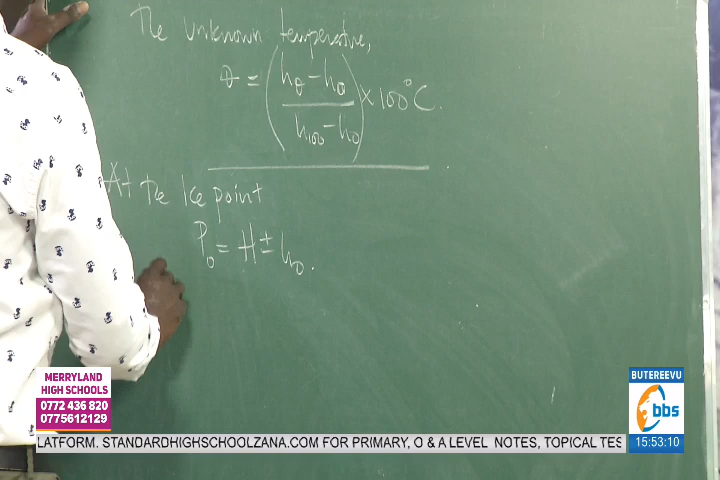 The unknown temperature,
θ = (hθ - h0 / h100 - h0) × 100°C.
At the Ice point
P0 = H ± h0.
MERRYLAND
HIGH SCHOOLS
0772 436 820
0775612129
BUTEREEVU
bbs
15:53:10
LATFORM. STANDARDHIGHSCHOOLZANA.COM FOR PRIMARY, O & A LEVEL NOTES, TOPICAL TES